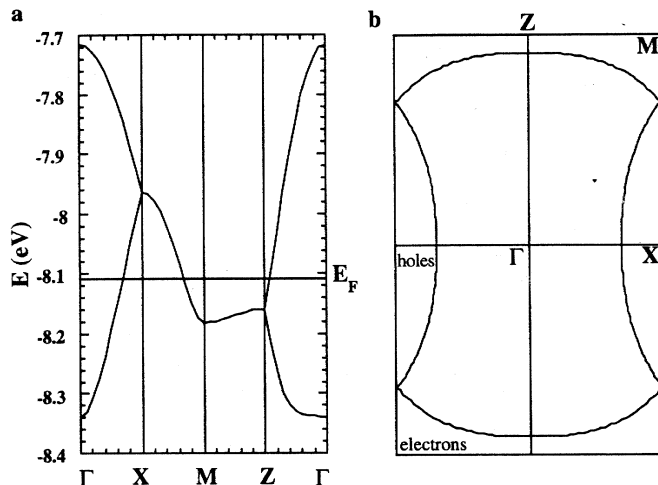 a
b
-7.7
-7.8
-7.9
-8
-8.1
-8.2
-8.3
-8.4
E (eV)
E_F
Γ X M Z Γ
Z
M
holes
Γ
X
electrons